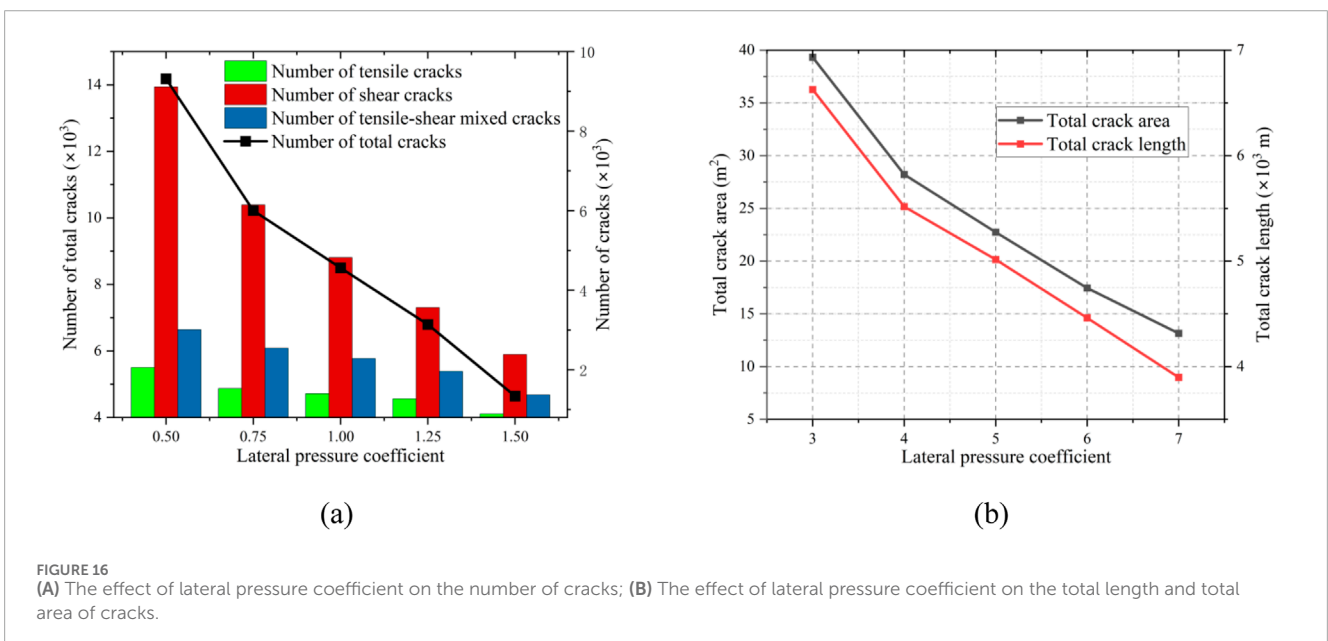 Number of tensile cracks
Number of shear cracks
Number of tensile-shear mixed cracks
Number of total cracks
Number of total cracks (×10³)
14
12
10
8
6
4
Number of cracks (×10³)
10
8
6
4
2
0.50 0.75 1.00 1.25 1.50
Lateral pressure coefficient
(a)
Total crack area
Total crack length
Total crack area (m²)
40
35
30
25
20
15
10
5
Total crack length (×10³ m)
7
6
5
4
3 4 5 6 7
Lateral pressure coefficient
(b)
FIGURE 16
(A) The effect of lateral pressure coefficient on the number of cracks; (B) The effect of lateral pressure coefficient on the total length and total
area of cracks.